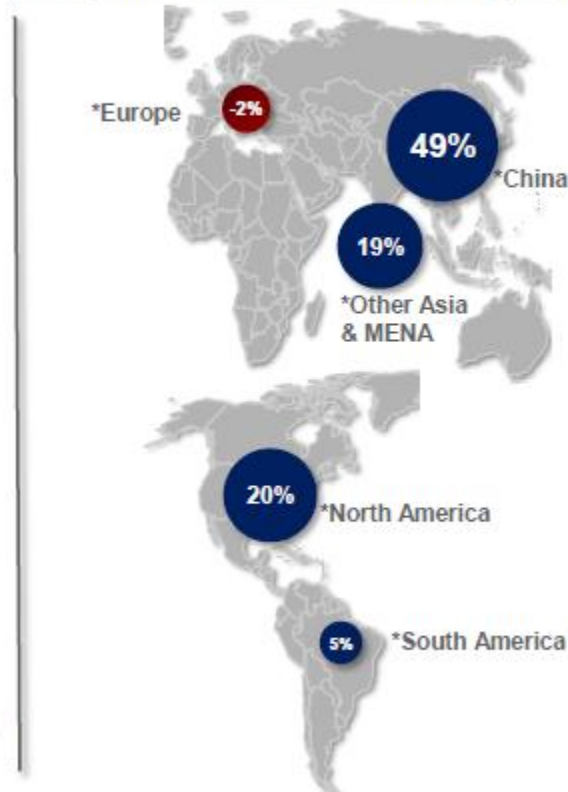 -2%
*Europe
49%
*China
19%
*Other Asia
& MENA
20%
*North America
5%
*South America